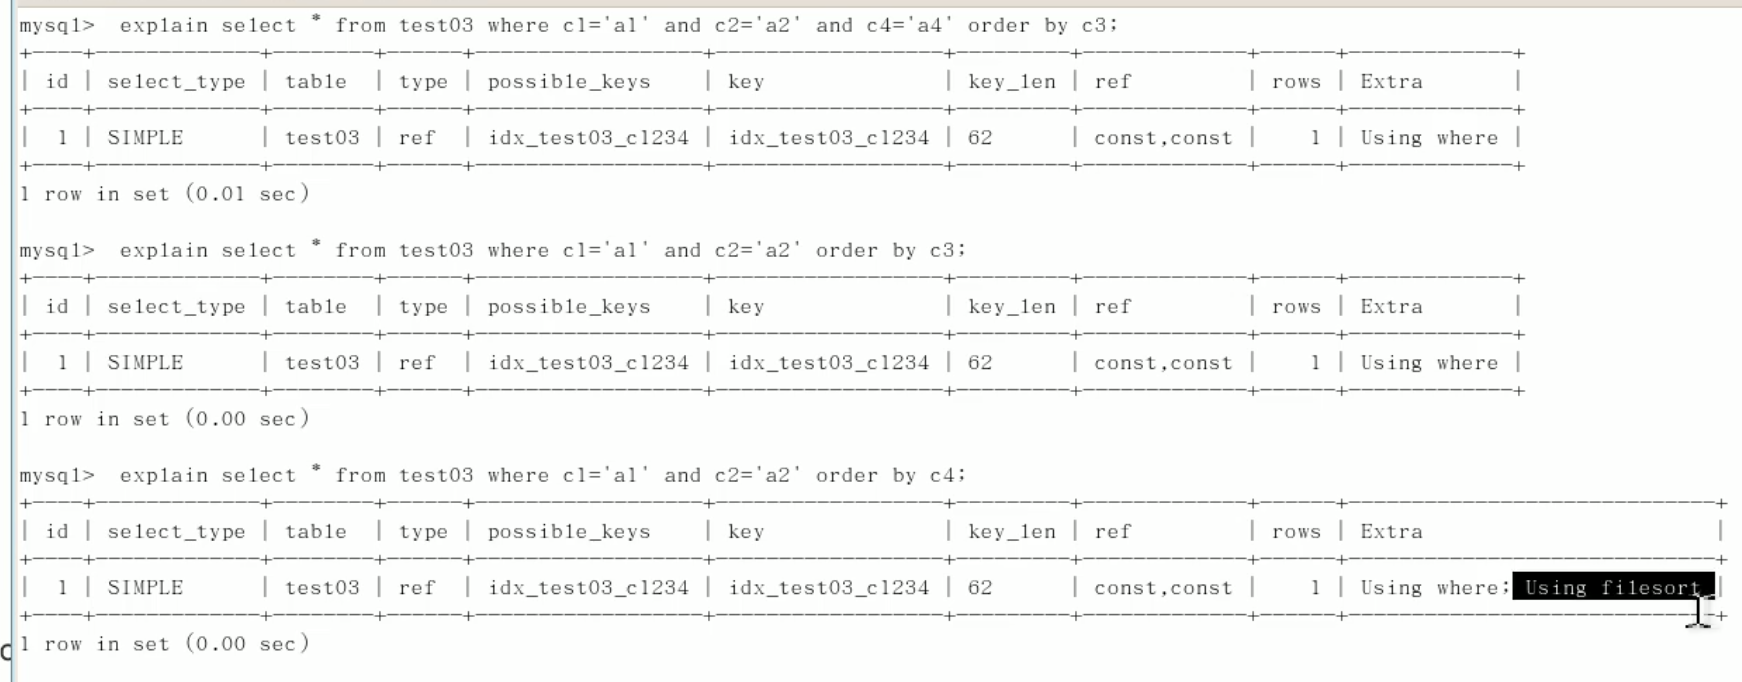 mysql>  explain select * from test03 where c1='a1' and c2='a2' and c4='a4' order by c3;
+----+-------------+--------+------+------------------+------------------+---------+-------------+------+-------------+
| id | select_type | table  | type | possible_keys    | key              | key_len | ref         | rows | Extra       |
+----+-------------+--------+------+------------------+------------------+---------+-------------+------+-------------+
|  1 | SIMPLE      | test03 | ref  | idx_test03_c1234 | idx_test03_c1234 | 62      | const,const |    1 | Using where |
+----+-------------+--------+------+------------------+------------------+---------+-------------+------+-------------+
1 row in set (0.01 sec)
mysql>  explain select * from test03 where c1='a1' and c2='a2' order by c3;
+----+-------------+--------+------+------------------+------------------+---------+-------------+------+-------------+
| id | select_type | table  | type | possible_keys    | key              | key_len | ref         | rows | Extra       |
+----+-------------+--------+------+------------------+------------------+---------+-------------+------+-------------+
|  1 | SIMPLE      | test03 | ref  | idx_test03_c1234 | idx_test03_c1234 | 62      | const,const |    1 | Using where |
+----+-------------+--------+------+------------------+------------------+---------+-------------+------+-------------+
1 row in set (0.00 sec)
mysql>  explain select * from test03 where c1='a1' and c2='a2' order by c4;
+----+-------------+--------+------+------------------+------------------+---------+-------------+------+-----------------------------+
| id | select_type | table  | type | possible_keys    | key              | key_len | ref         | rows | Extra                       |
+----+-------------+--------+------+------------------+------------------+---------+-------------+------+-----------------------------+
|  1 | SIMPLE      | test03 | ref  | idx_test03_c1234 | idx_test03_c1234 | 62      | const,const |    1 | Using where; Using filesort |
+----+-------------+--------+------+------------------+------------------+---------+-------------+------+-----------------------------+
1 row in set (0.00 sec)